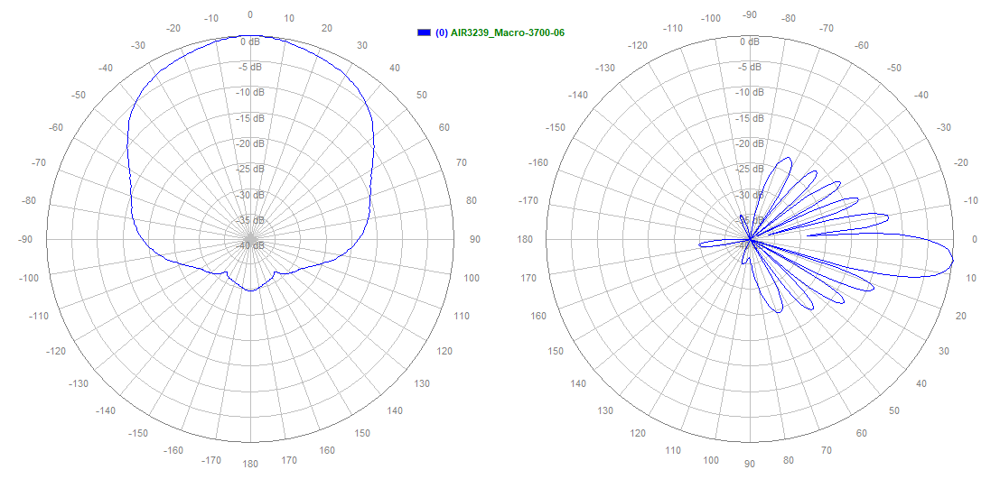 (0) AIR3239_Macro-3700-06
0
-10 10
-20 20
-30 30
-40 40
-50 50
-60 60
-70 70
-80 80
-90 90
-100 100
-110 110
-120 120
-130 130
-140 140
-150 150
-160 160
-170 170
180
0 dB
-5 dB
-10 dB
-15 dB
-20 dB
-25 dB
-30 dB
-35 dB
-40 dB
-90
-100 -80
-110 -70
-120 -60
-130 -50
-140 -40
-150 -30
-160 -20
-170 -10
180 0
170 10
160 20
30
140 40
130 50
120 60
110 70
100 80
90
0 dB
-5 dB
-10 dB
-15 dB
-20 dB
-25 dB
-30 dB